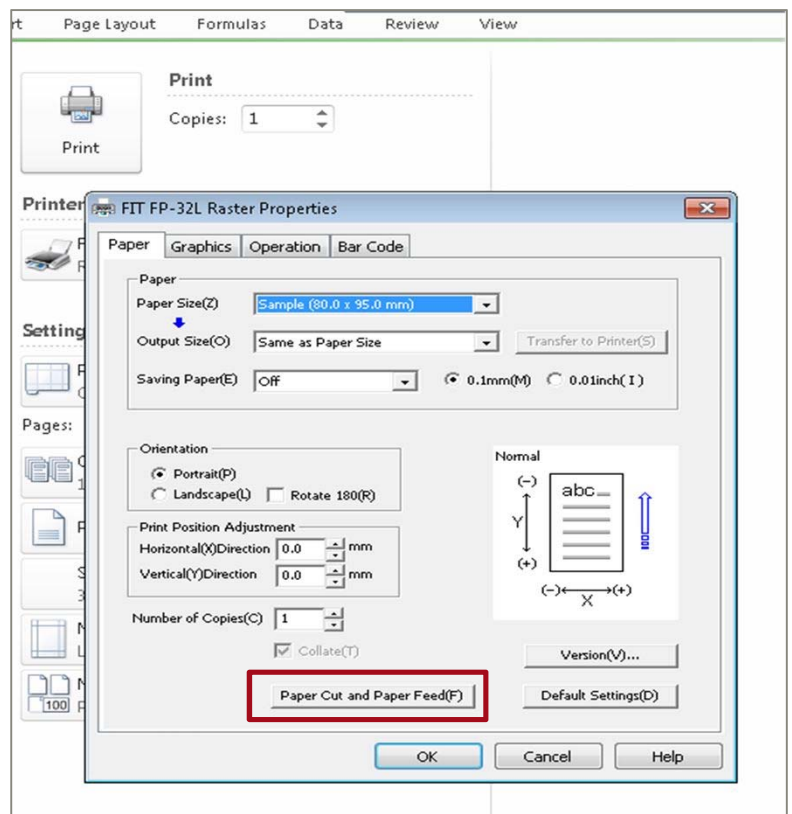 rt Page Layout Formulas Data Review View
Print
Copies: 1
Print
Printer
F
R
Setting
P
C
Pages:
C
1
P
S
3
N
L
N
100 P
FIT FP-32L Raster Properties
Paper Graphics Operation Bar Code
Paper
Paper Size(Z) Sample (80.0 x 95.0 mm)
Output Size(O) Same as Paper Size Transfer to Printer(S)
Saving Paper(E) Off 0.1mm(M) 0.01inch( I )
Orientation
Portrait(P)
Landscape(L) Rotate 180(R)
Print Position Adjustment
Horizontal(X)Direction 0.0 mm
Vertical(Y)Direction 0.0 mm
Number of Copies(C) 1
Collate(T)
Normal
(-)
abc
Y
(+)
(-) (+)
X
Version(V)...
Paper Cut and Paper Feed(F) Default Settings(D)
OK Cancel Help